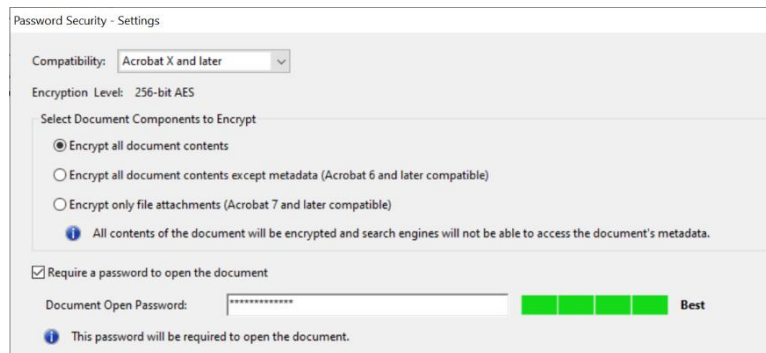 Password Security - Settings
Compatibility: Acrobat X and later
Encryption Level: 256-bit AES
Select Document Components to Encrypt
Encrypt all document contents
Encrypt all document contents except metadata (Acrobat 6 and later compatible)
Encrypt only file attachments (Acrobat 7 and later compatible)
All contents of the document will be encrypted and search engines will not be able to access the document's metadata.
Require a password to open the document
Document Open Password: ************* Best
This password will be required to open the document.